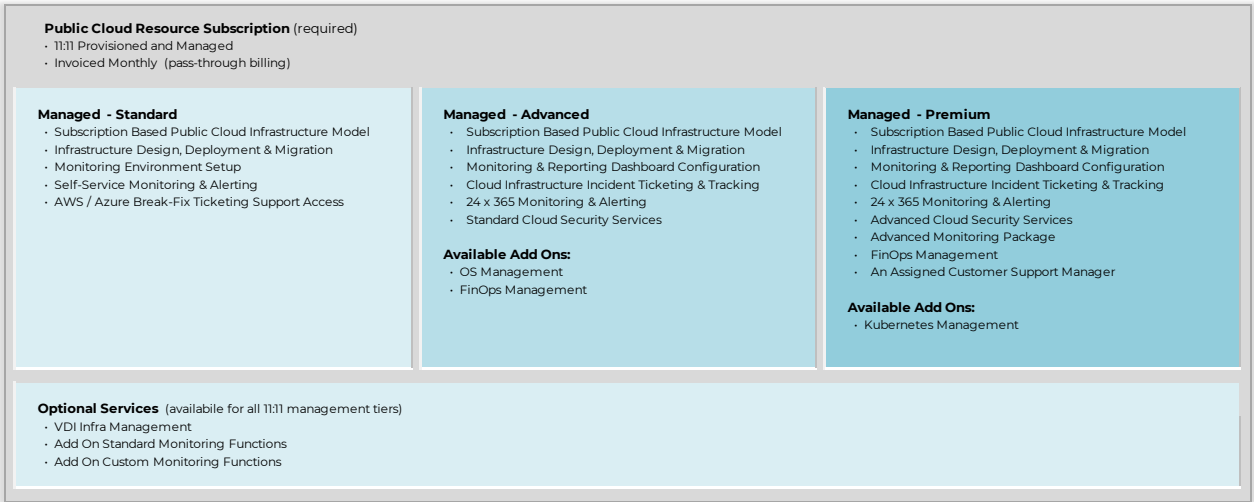 Public Cloud Resource Subscription (required)
• 11:11 Provisioned and Managed
• Invoiced Monthly (pass-through billing)
Managed - Standard
• Subscription Based Public Cloud Infrastructure Model
• Infrastructure Design, Deployment & Migration
• Monitoring Environment Setup
• Self-Service Monitoring & Alerting
• AWS / Azure Break-Fix Ticketing Support Access
Managed - Advanced
• Subscription Based Public Cloud Infrastructure Model
• Infrastructure Design, Deployment & Migration
• Monitoring & Reporting Dashboard Configuration
• Cloud Infrastructure Incident Ticketing & Tracking
• 24 x 365 Monitoring & Alerting
• Standard Cloud Security Services
Available Add Ons:
• OS Management
• FinOps Management
Managed - Premium
• Subscription Based Public Cloud Infrastructure Model
• Infrastructure Design, Deployment & Migration
• Monitoring & Reporting Dashboard Configuration
• Cloud Infrastructure Incident Ticketing & Tracking
• 24 x 365 Monitoring & Alerting
• Advanced Cloud Security Services
• Advanced Monitoring Package
• FinOps Management
• An Assigned Customer Support Manager
Available Add Ons:
• Kubernetes Management
Optional Services (availabile for all 11:11 management tiers)
• VDI Infra Management
• Add On Standard Monitoring Functions
• Add On Custom Monitoring Functions